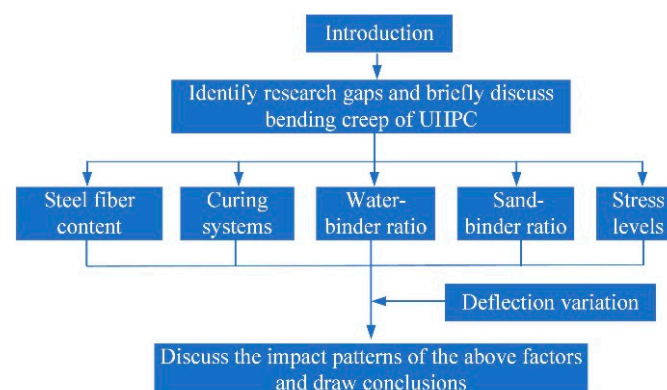 Introduction
Identify research gaps and briefly discuss
bending creep of UHPC
Steel fiber
content
Curing
systems
Water-
binder ratio
Sand-
binder ratio
Stress
levels
Deflection variation
Discuss the impact patterns of the above factors
and draw conclusions